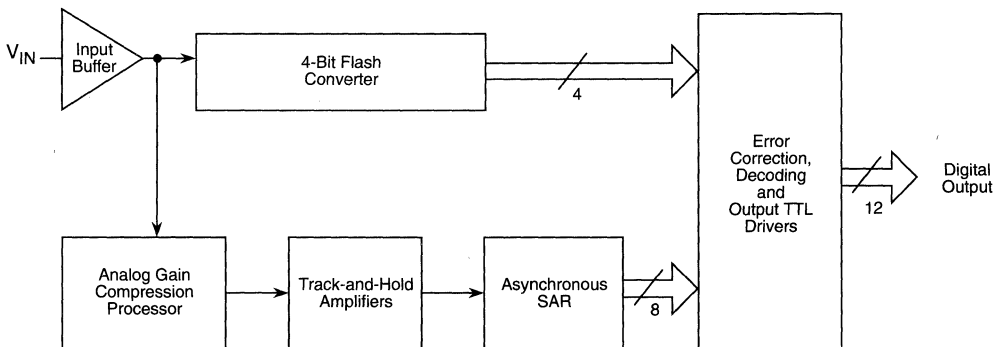 V_IN
Input
Buffer
4-Bit Flash
Converter
4
Error
Correction,
Decoding
and
Output TTL
Drivers
12
Digital
Output
Analog Gain
Compression
Processor
Track-and-Hold
Amplifiers
Asynchronous
SAR
8